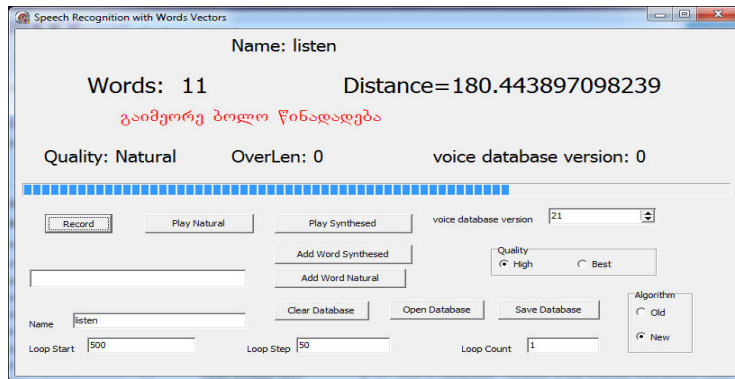 Speech Recognition with Words Vectors
Name: listen
Words: 11 Distance=180.443897098239
გაიმეორე ბოლო წინადადება
Quality: Natural OverLen: 0 voice database version: 0
Record Play Natural Play Synthesed voice database version 21
Add Word Synthesed Quality
High Best
Add Word Natural
Clear Database Open Database Save Database Algorithm
Old
Name listen
New
Loop Start 500 Loop Step 50 Loop Count 1